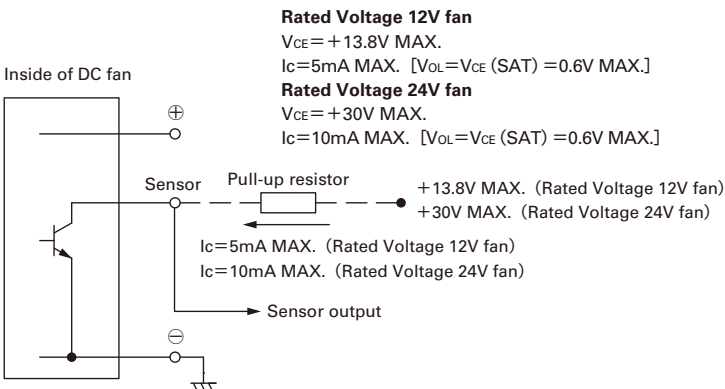 Rated Voltage 12V fan
VCE=+13.8V MAX.
Ic=5mA MAX. [VOL=VCE (SAT) =0.6V MAX.]
Rated Voltage 24V fan
VCE=+30V MAX.
Ic=10mA MAX. [VOL=VCE (SAT) =0.6V MAX.]
Inside of DC fan
⊕
Sensor
Pull-up resistor
+13.8V MAX. (Rated Voltage 12V fan)
+30V MAX. (Rated Voltage 24V fan)
Ic=5mA MAX. (Rated Voltage 12V fan)
Ic=10mA MAX. (Rated Voltage 24V fan)
Sensor output
⊖